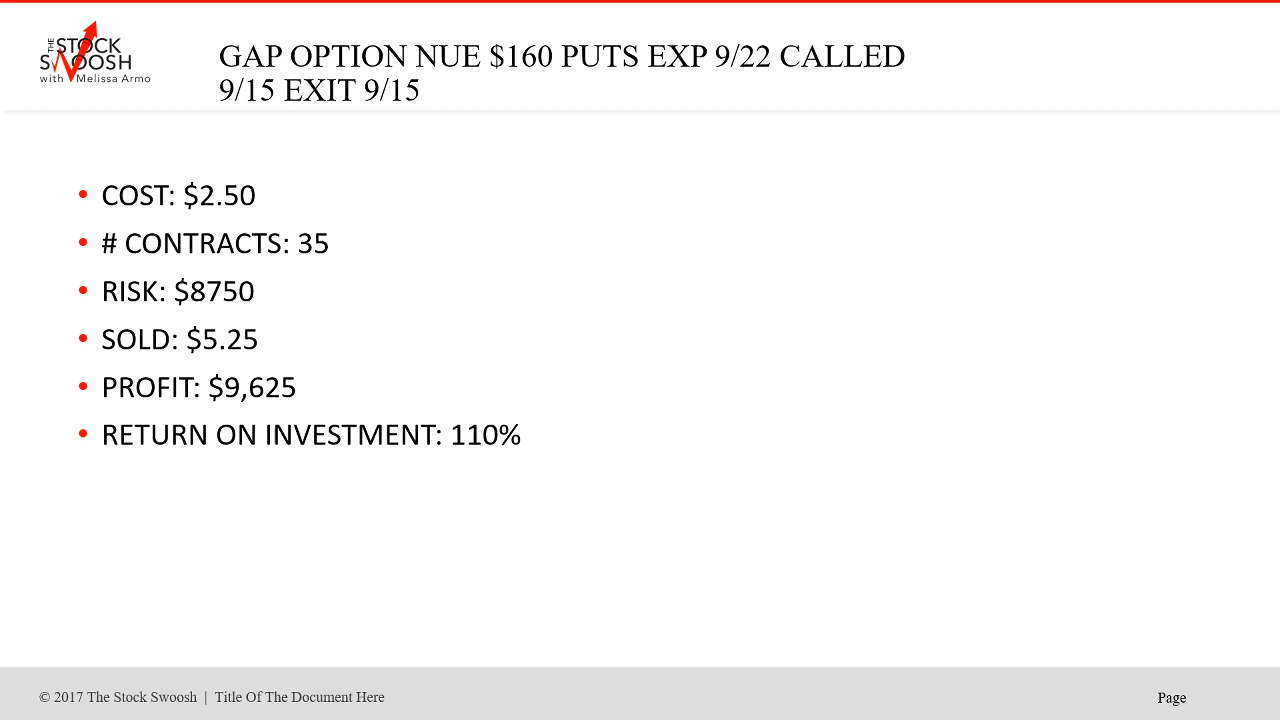 THE
STOCK
SWOOSH
with Melissa Armo
GAP OPTION NUE $160 PUTS EXP 9/22 CALLED
9/15 EXIT 9/15
• COST: $2.50
• # CONTRACTS: 35
• RISK: $8750
• SOLD: $5.25
• PROFIT: $9,625
• RETURN ON INVESTMENT: 110%
© 2017 The Stock Swoosh | Title Of The Document Here
Page